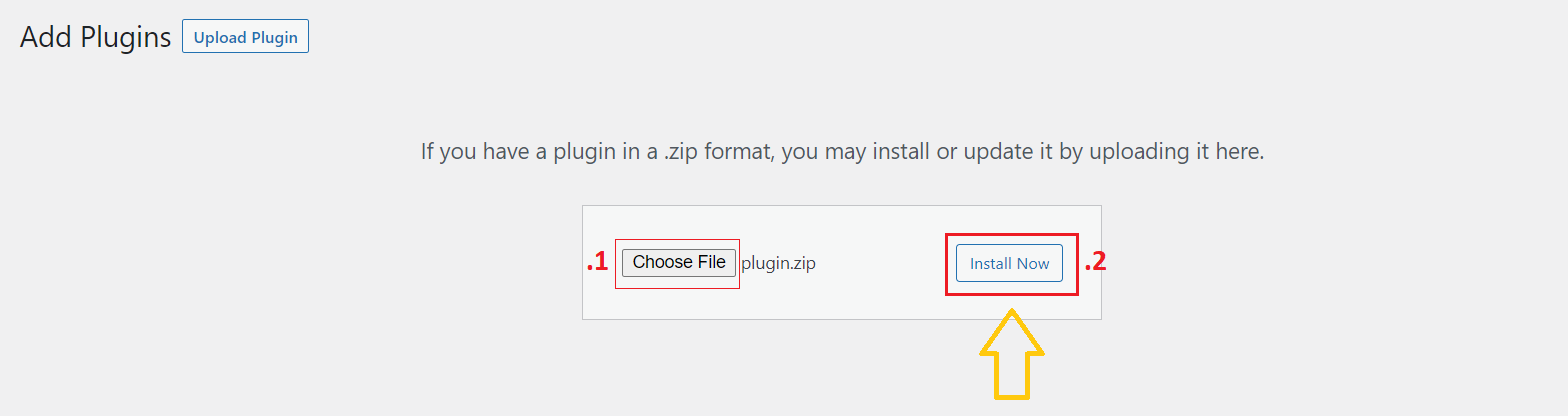 Add Plugins Upload Plugin
If you have a plugin in a .zip format, you may install or update it by uploading it here.
.1 Choose File plugin.zip Install Now .2